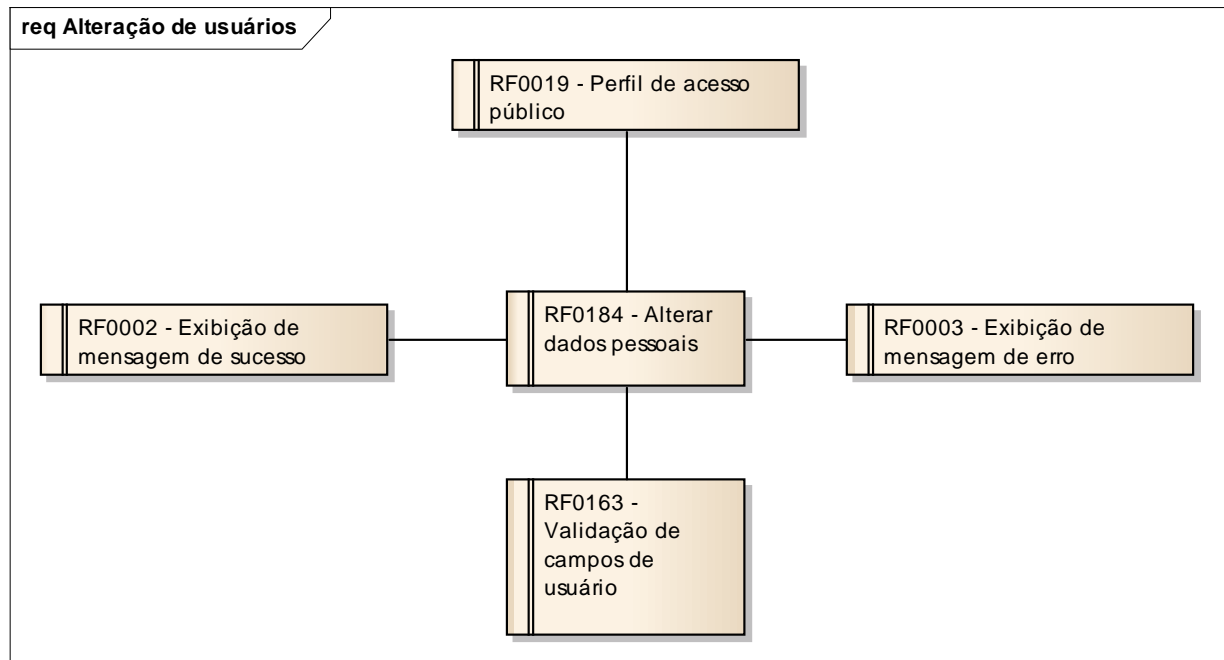 req Alteração de usuários
RF0019 - Perfil de acesso
público
RF0002 - Exibição de
mensagem de sucesso
RF0184 - Alterar
dados pessoais
RF0003 - Exibição de
mensagem de erro
RF0163 -
Validação de
campos de
usuário